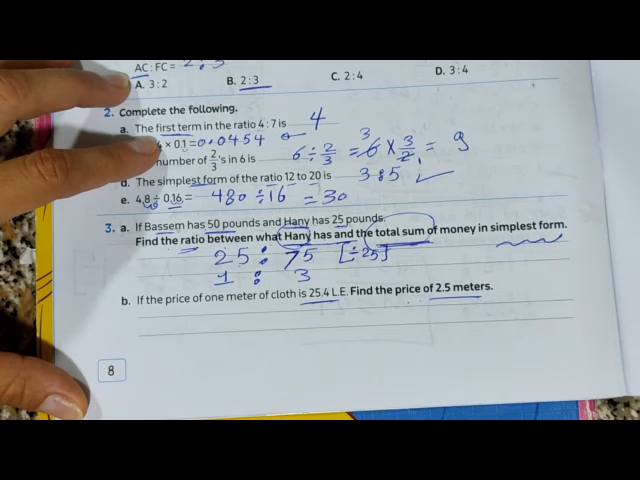 AC : FC = 2 : 3
A. 3 : 2 B. 2 : 3 C. 2 : 4 D. 3 : 4
2. Complete the following.
a. The first term in the ratio 4 : 7 is 4
4 × 0.1 = 0.0454
number of 2/3's in 6 is 6 ÷ 2/3 = 6 × 3/2 = 9
d. The simplest form of the ratio 12 to 20 is 3:5
e. 4.8 ÷ 0.16 = 480 ÷ 16 = 30
3. a. If Bassem has 50 pounds and Hany has 25 pounds.
Find the ratio between what Hany has and the total sum of money in simplest form.
25 : 75 [÷25]
1 : 3
b. If the price of one meter of cloth is 25.4 L.E. Find the price of 2.5 meters.
8